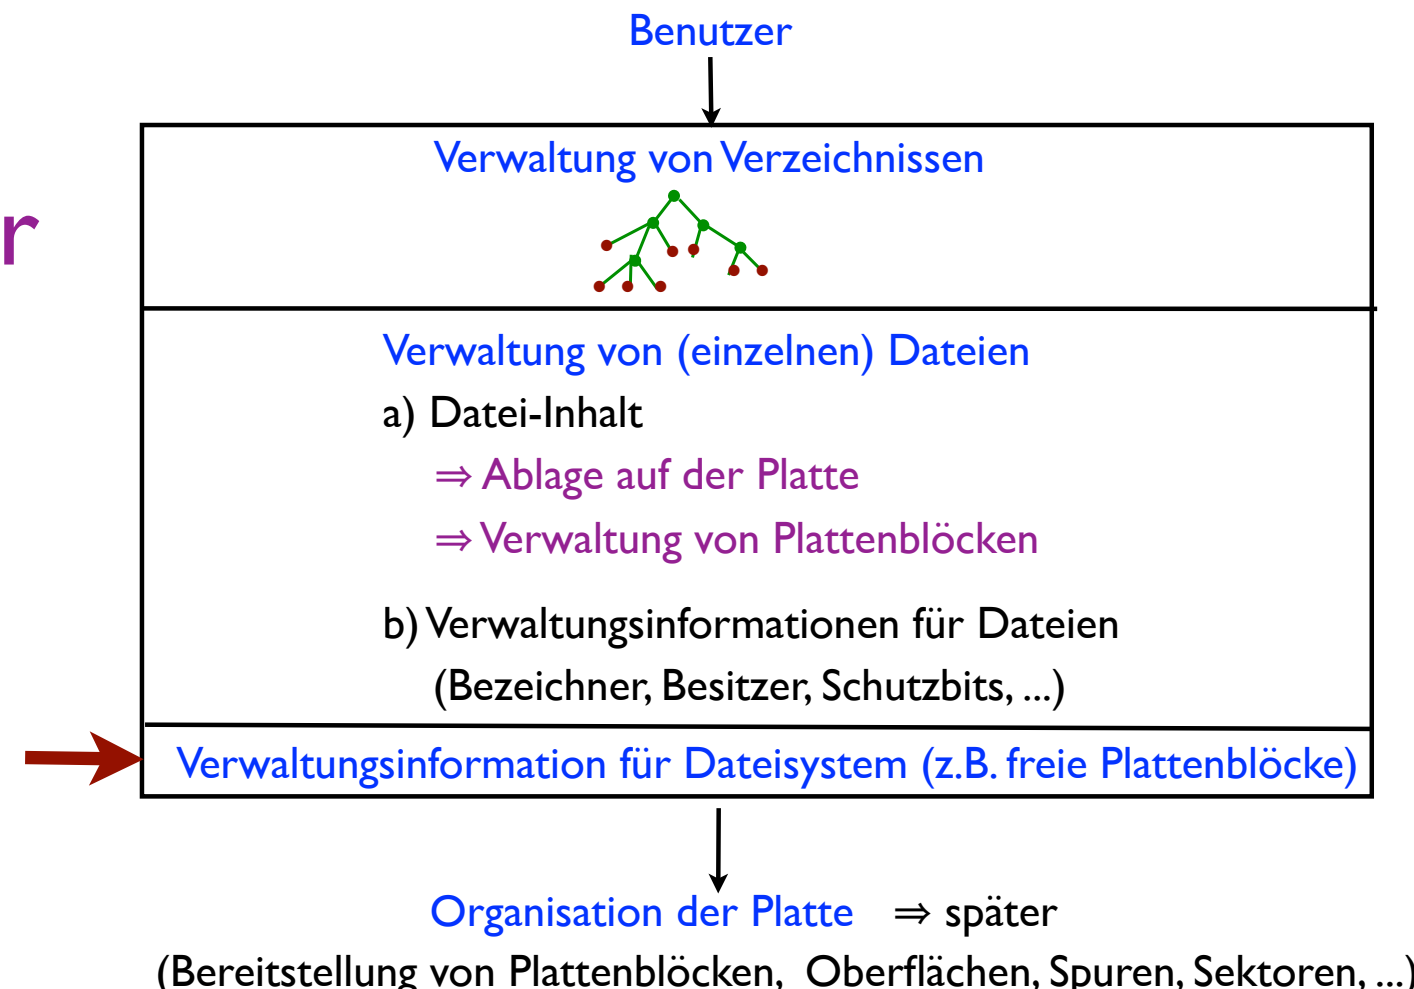 Benutzer
Verwaltung von Verzeichnissen
r
Verwaltung von (einzelnen) Dateien
a) Datei-Inhalt
⇒ Ablage auf der Platte
⇒ Verwaltung von Plattenblöcken
b) Verwaltungsinformationen für Dateien
(Bezeichner, Besitzer, Schutzbits, ...)
Verwaltungsinformation für Dateisystem (z.B. freie Plattenblöcke)
Organisation der Platte ⇒ später
(Bereitstellung von Plattenblöcken, Oberflächen, Spuren, Sektoren, ...)